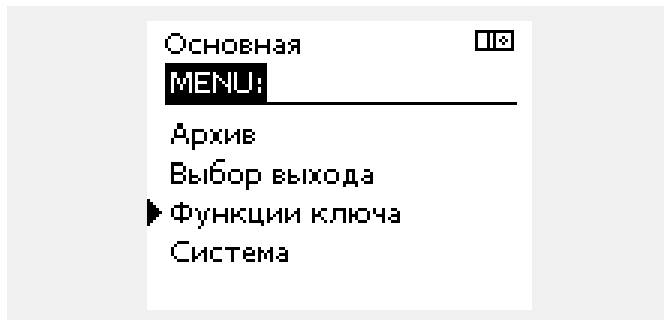 Основная
MENU:
Архив
Выбор выхода
Функции ключа
Система